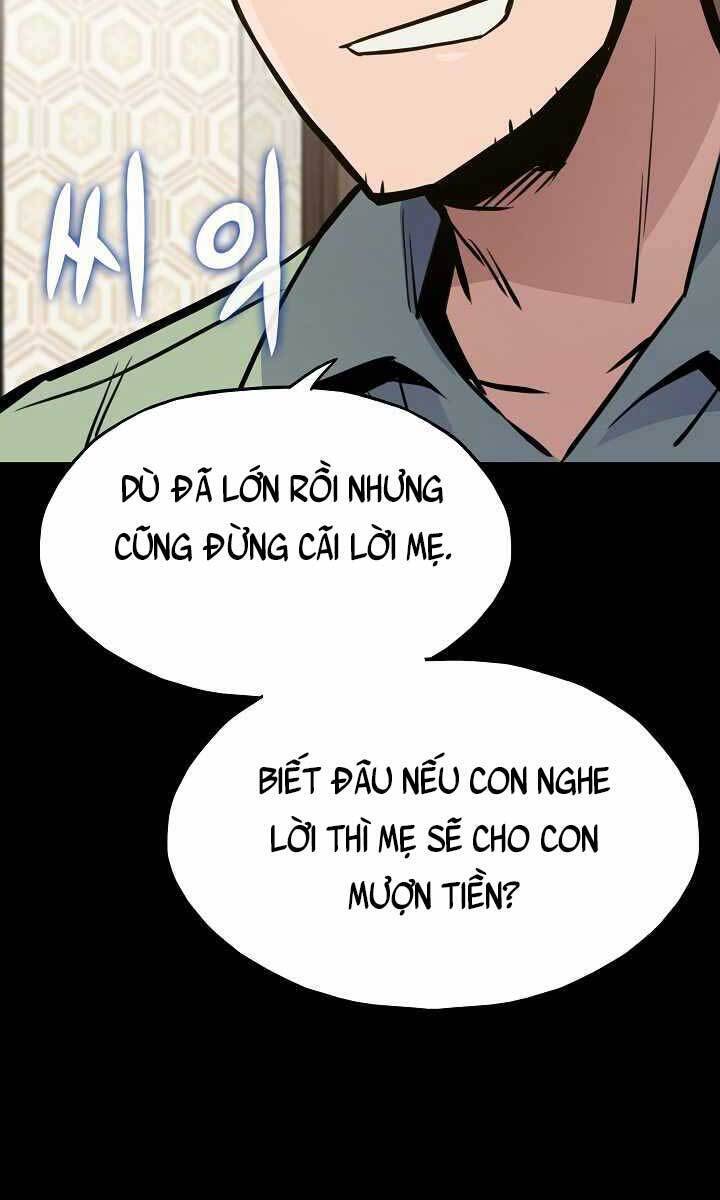 씨익
DÙ ĐÃ LỚN RỒI NHƯNG
CŨNG ĐỪNG CÃI LỜI MẸ.
BIẾT ĐÂU NẾU CON NGHE
LỜI THÌ MẸ SẼ CHO CON
MƯỢN TIỀN?